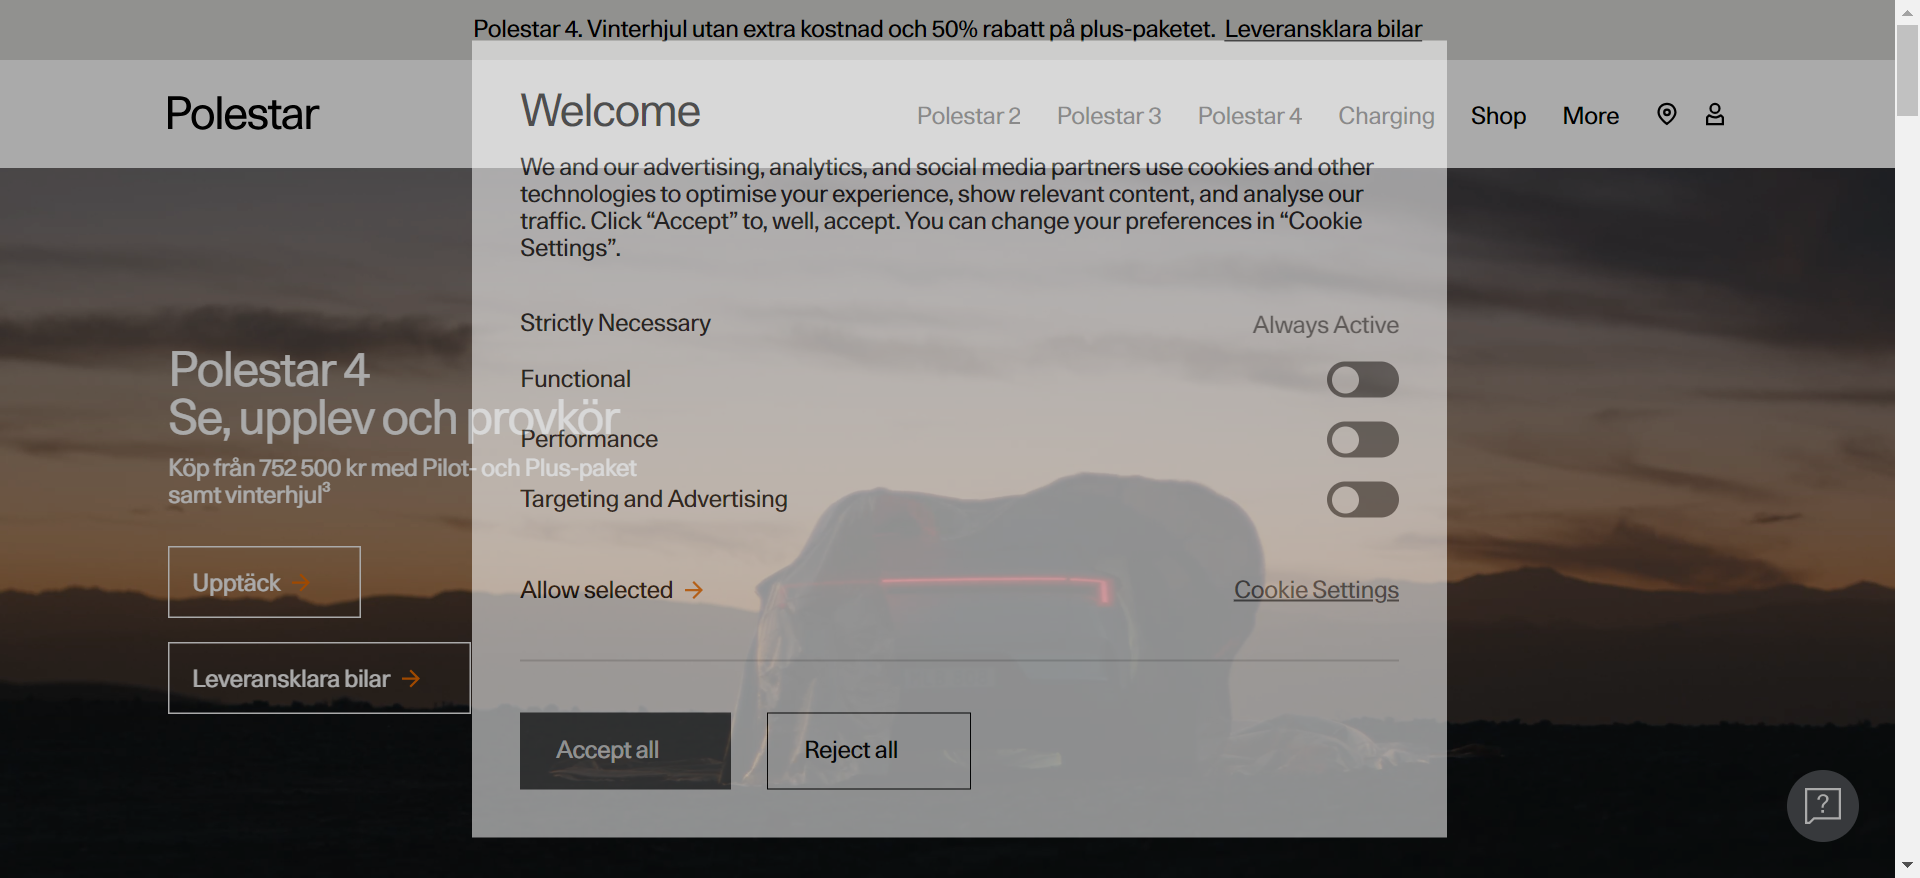 Polestar 4. Vinterhjul utan extra kostnad och 50% rabatt på plus-paketet. Leveransklara bilar
Polestar
Polestar 2 Polestar 3 Polestar 4 Charging Shop More
Welcome
We and our advertising, analytics, and social media partners use cookies and other
technologies to optimise your experience, show relevant content, and analyse our
traffic. Click “Accept” to, well, accept. You can change your preferences in “Cookie
Settings”.
Strictly Necessary Always Active
Functional
Performance
Targeting and Advertising
Allow selected → Cookie Settings
Accept all Reject all
Polestar 4
Se, upplev och provkör
Köp från 752 500 kr med Pilot- och Plus-paket
samt vinterhjul³
Upptäck →
Leveransklara bilar →
?